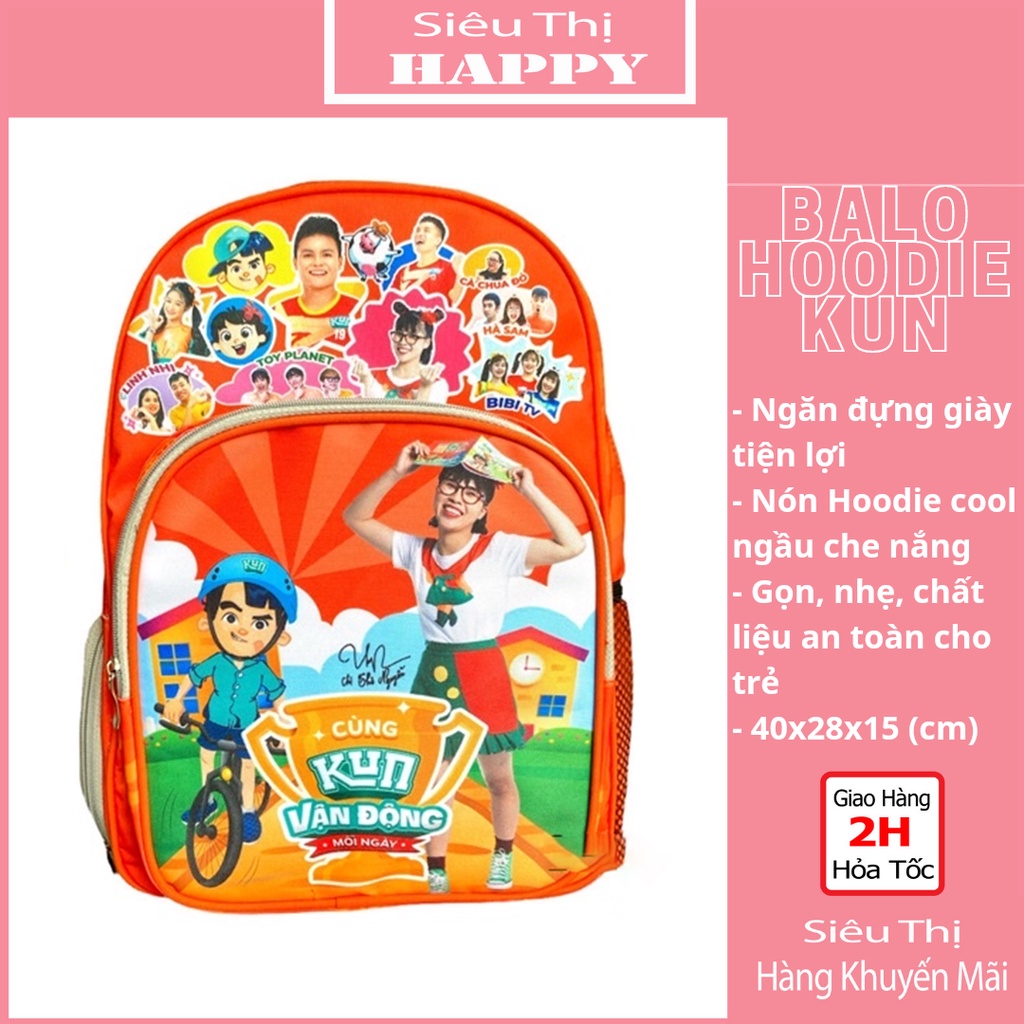 Siêu Thị
HAPPY
BALO
HOODIE
KUN
- Ngăn đựng giày
tiện lợi
- Nón Hoodie cool
ngầu che nắng
- Gọn, nhẹ, chất
liệu an toàn cho
trẻ
- 40x28x15 (cm)
Giao Hàng
2H
Hỏa Tốc
Siêu Thị
Hàng Khuyến Mãi
CÀ CHUA ĐỎ
KUN
19
HÀ SAM
TOY PLANET
LINH NHI
BIBI TV
KUN
CÙNG
KUN
VẬN ĐỘNG
MỖI NGÀY